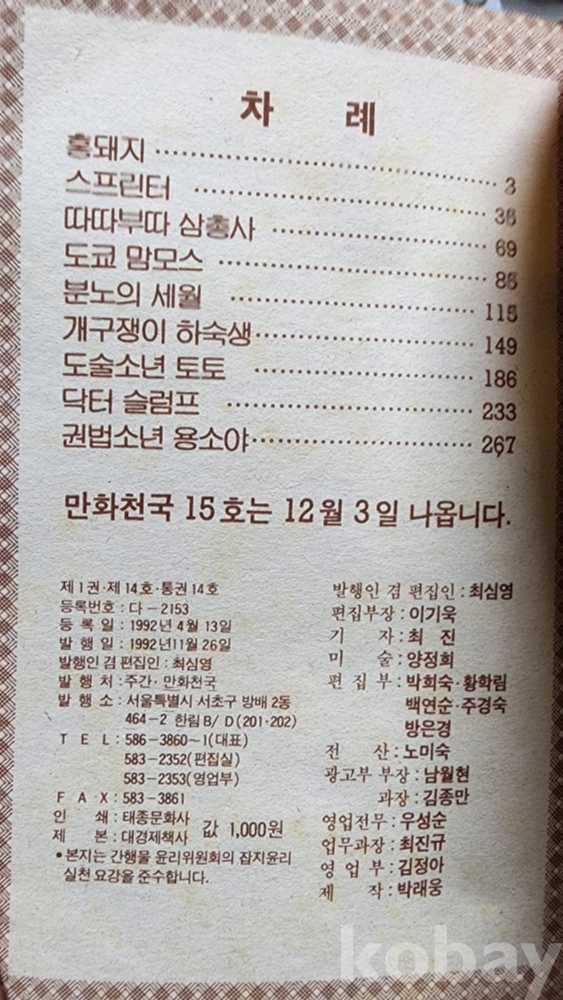 차 례
홍돼지 3
스프린터 36
따따부따 삼총사 69
도쿄 맘모스 86
분노의 세월 115
개구쟁이 하숙생 149
도술소년 토토 186
닥터 슬럼프 233
권법소년 용소야 267
만화천국 15호는 12월 3일 나옵니다.
제1권·제14호·통권14호
등록번호 : 다-2153
등 록 일 : 1992년 4월 13일
발 행 일 : 1992년 11월 26일
발행인 겸 편집인 : 최심영
발 행 처 : 주간·만화천국
발 행 소 : 서울특별시 서초구 방배 2동
464-2 한림B/D(201·202)
T E L : 586-3860~1(대표)
583-2352(편집실)
583-2353(영업부)
F A X : 583-3861
인 쇄 : 태종문화사
제 본 : 대경제책사
값 1,000원
• 본지는 간행물 윤리위원회의 잡지윤리
실천 요강을 준수합니다.
발행인 겸 편집인 : 최심영
편집부장 : 이기욱
기 자 : 최 진
미 술 : 양정희
편 집 부 : 박희숙·황학림
백연순·주경숙
방은경
전 산 : 노미숙
광고부 부장 : 남월현
과장 : 김종만
영업전무 : 우성순
업무과장 : 최진규
영 업 부 : 김정아
제 작 : 박래웅
kobay